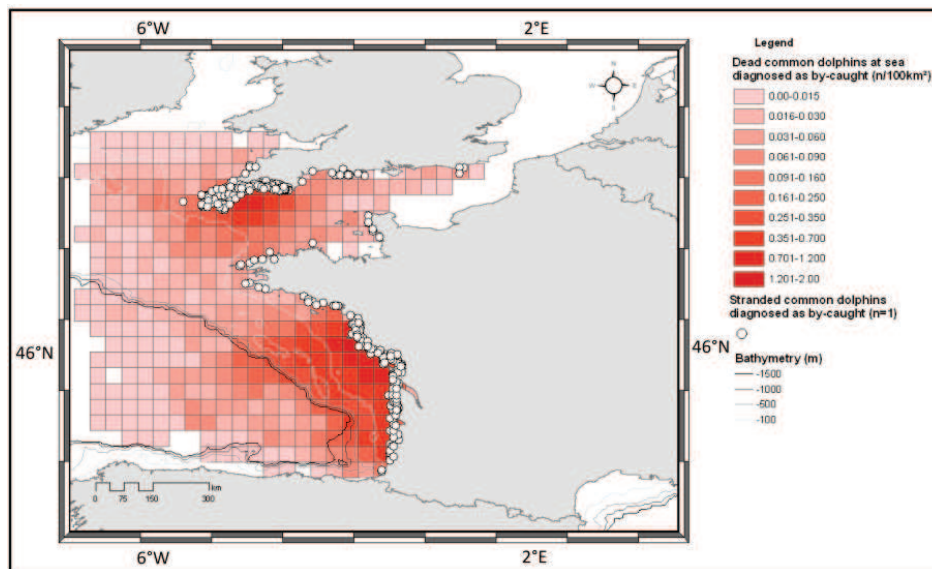 6°W 2°E
Legend
Dead common dolphins at sea
diagnosed as by-caught (n/100km²)
0.00-0.015
0.016-0.030
0.031-0.060
0.061-0.090
0.091-0.160
0.161-0.250
0.251-0.350
0.351-0.700
0.701-1.200
1.201-2.00
Stranded common dolphins
diagnosed as by-caught (n=1)
Bathymetry (m)
-1500
-1000
-500
-100
N
W E
S
46°N 46°N
km
0 75 150 300
6°W 2°E